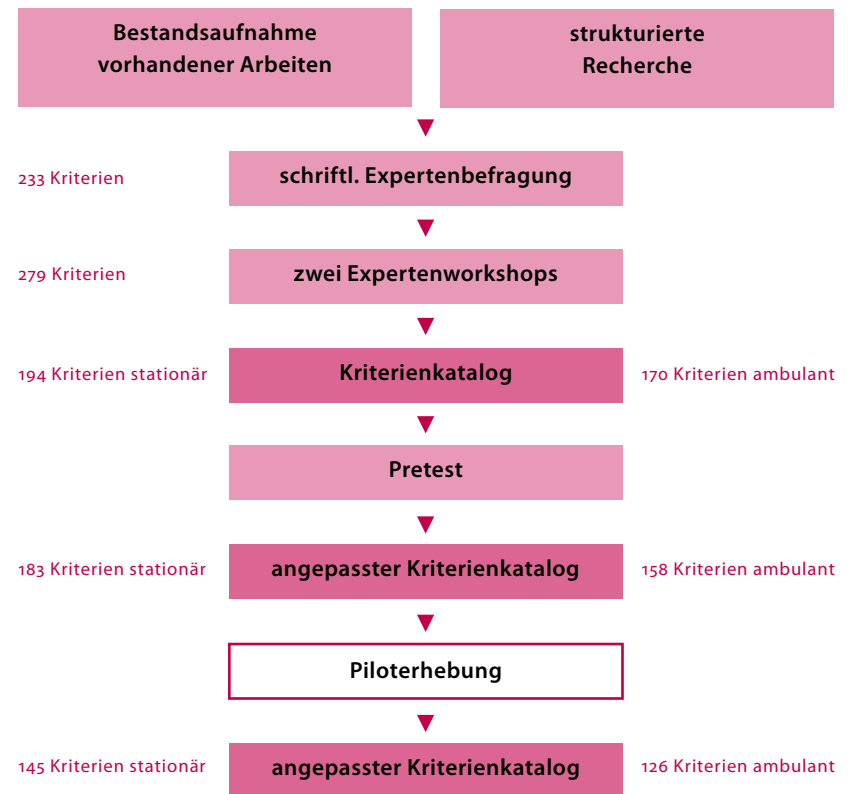 Bestandsaufnahme
vorhandener Arbeiten
strukturierte
Recherche
233 Kriterien
schriftl. Expertenbefragung
279 Kriterien
zwei Expertenworkshops
194 Kriterien stationär
Kriterienkatalog
170 Kriterien ambulant
Pretest
183 Kriterien stationär
angepasster Kriterienkatalog
158 Kriterien ambulant
Piloterhebung
145 Kriterien stationär
angepasster Kriterienkatalog
126 Kriterien ambulant